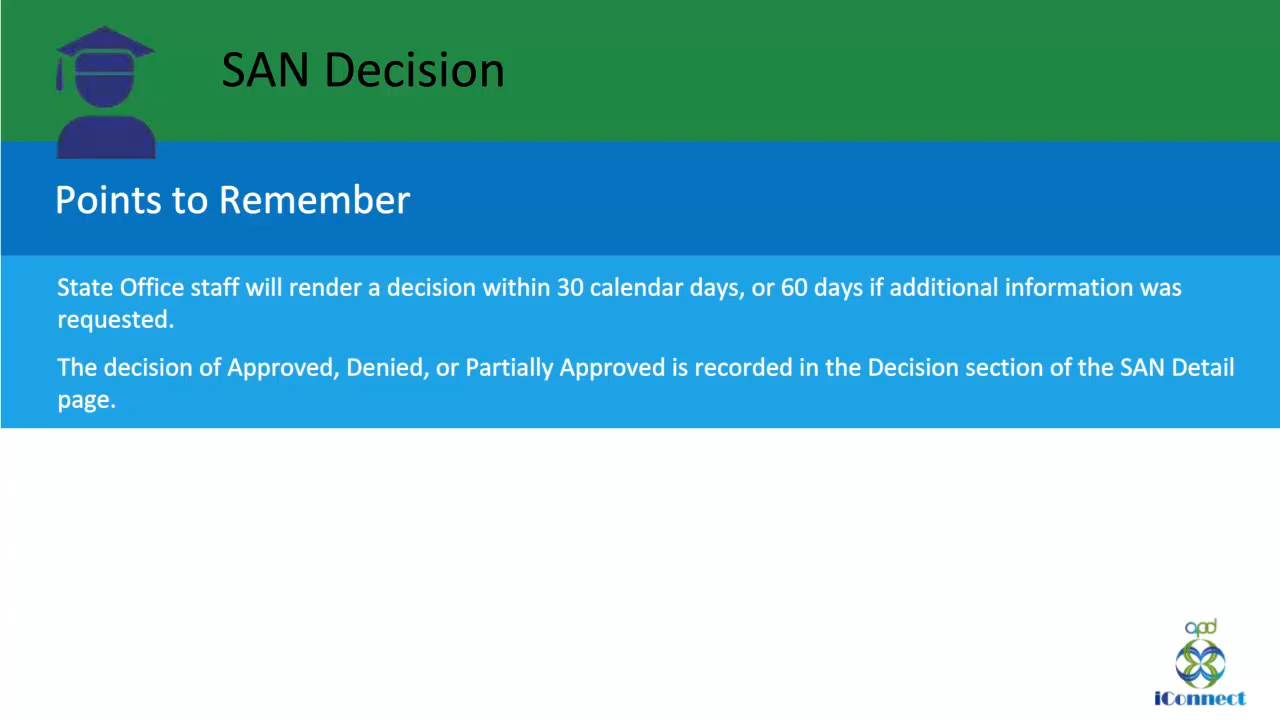 SAN Decision
Points to Remember
State Office staff will render a decision within 30 calendar days, or 60 days if additional information was
requested.
The decision of Approved, Denied, or Partially Approved is recorded in the Decision section of the SAN Detail
page.
apd
iConnect